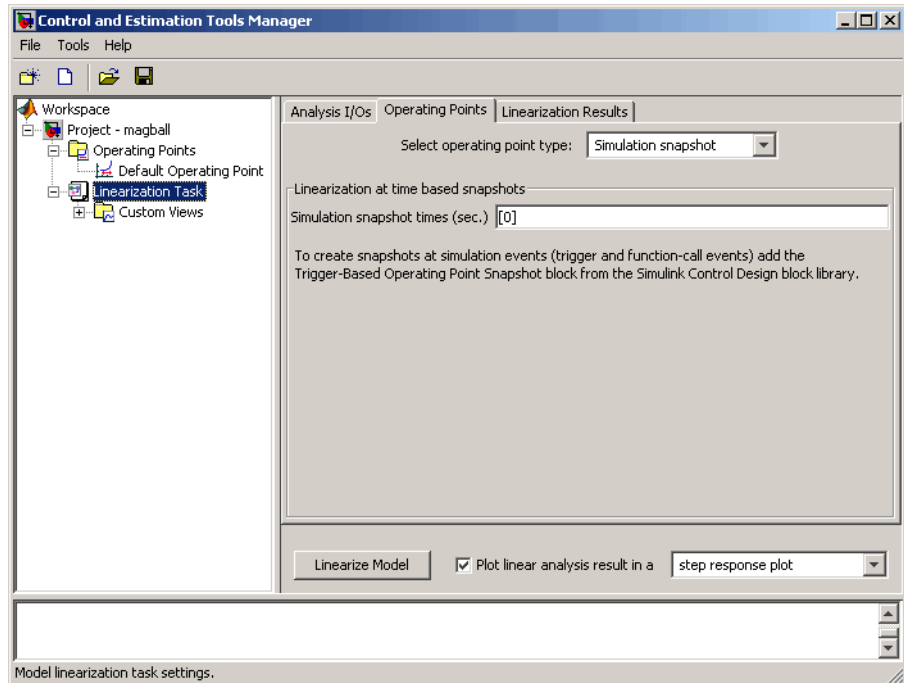 Control and Estimation Tools Manager
File Tools Help
Workspace
Project - magball
Operating Points
Default Operating Point
Linearization Task
Custom Views
Analysis I/Os Operating Points Linearization Results
Select operating point type: Simulation snapshot
Linearization at time based snapshots
Simulation snapshot times (sec.) [0]
To create snapshots at simulation events (trigger and function-call events) add the
Trigger-Based Operating Point Snapshot block from the Simulink Control Design block library.
Linearize Model Plot linear analysis result in a step response plot
Model linearization task settings.